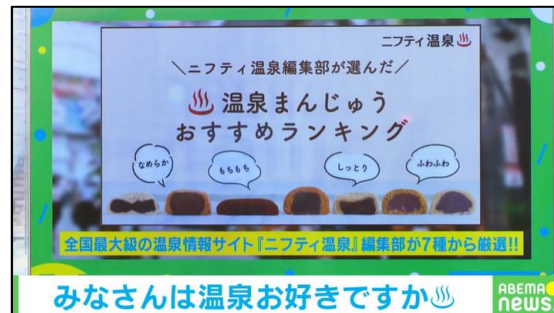 ニフティ温泉♨
＼ニフティ温泉編集部が選んだ／
♨温泉まんじゅう
おすすめランキング
なめらか
もちもち
しっとり
ふわふわ
全国最大級の温泉情報サイト『ニフティ温泉』編集部が7種から厳選!!
みなさんは温泉お好きですか♨
ABEMA
news